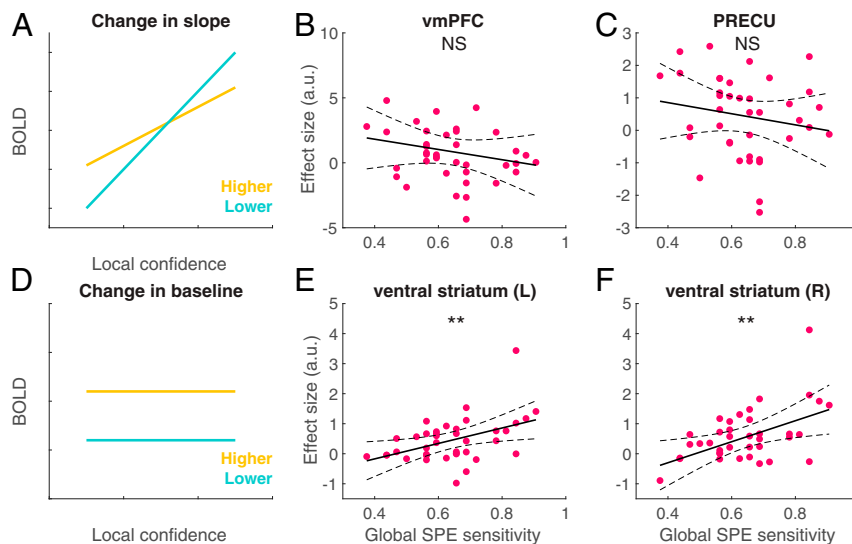 A
Change in slope
BOLD
Higher
Lower
Local confidence
B
vmPFC
NS
Effect size (a.u.)
10
5
0
-5
0.4
0.6
0.8
1
C
PRECU
NS
3
2
1
0
-1
-2
-3
0.4
0.6
0.8
D
Change in baseline
BOLD
Higher
Lower
Local confidence
E
ventral striatum (L)
**
Effect size (a.u.)
5
4
3
2
1
0
-1
0.4
0.6
0.8
1
Global SPE sensitivity
F
ventral striatum (R)
**
5
4
3
2
1
0
-1
0.4
0.6
0.8
Global SPE sensitivity